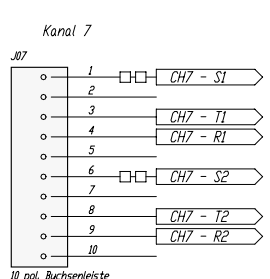 Kanal 7
J07
1 CH7 - S1
2
3 CH7 - T1
4 CH7 - R1
5
6 CH7 - S2
7
8 CH7 - T2
9 CH7 - R2
10
10 pol. Buchsenleiste